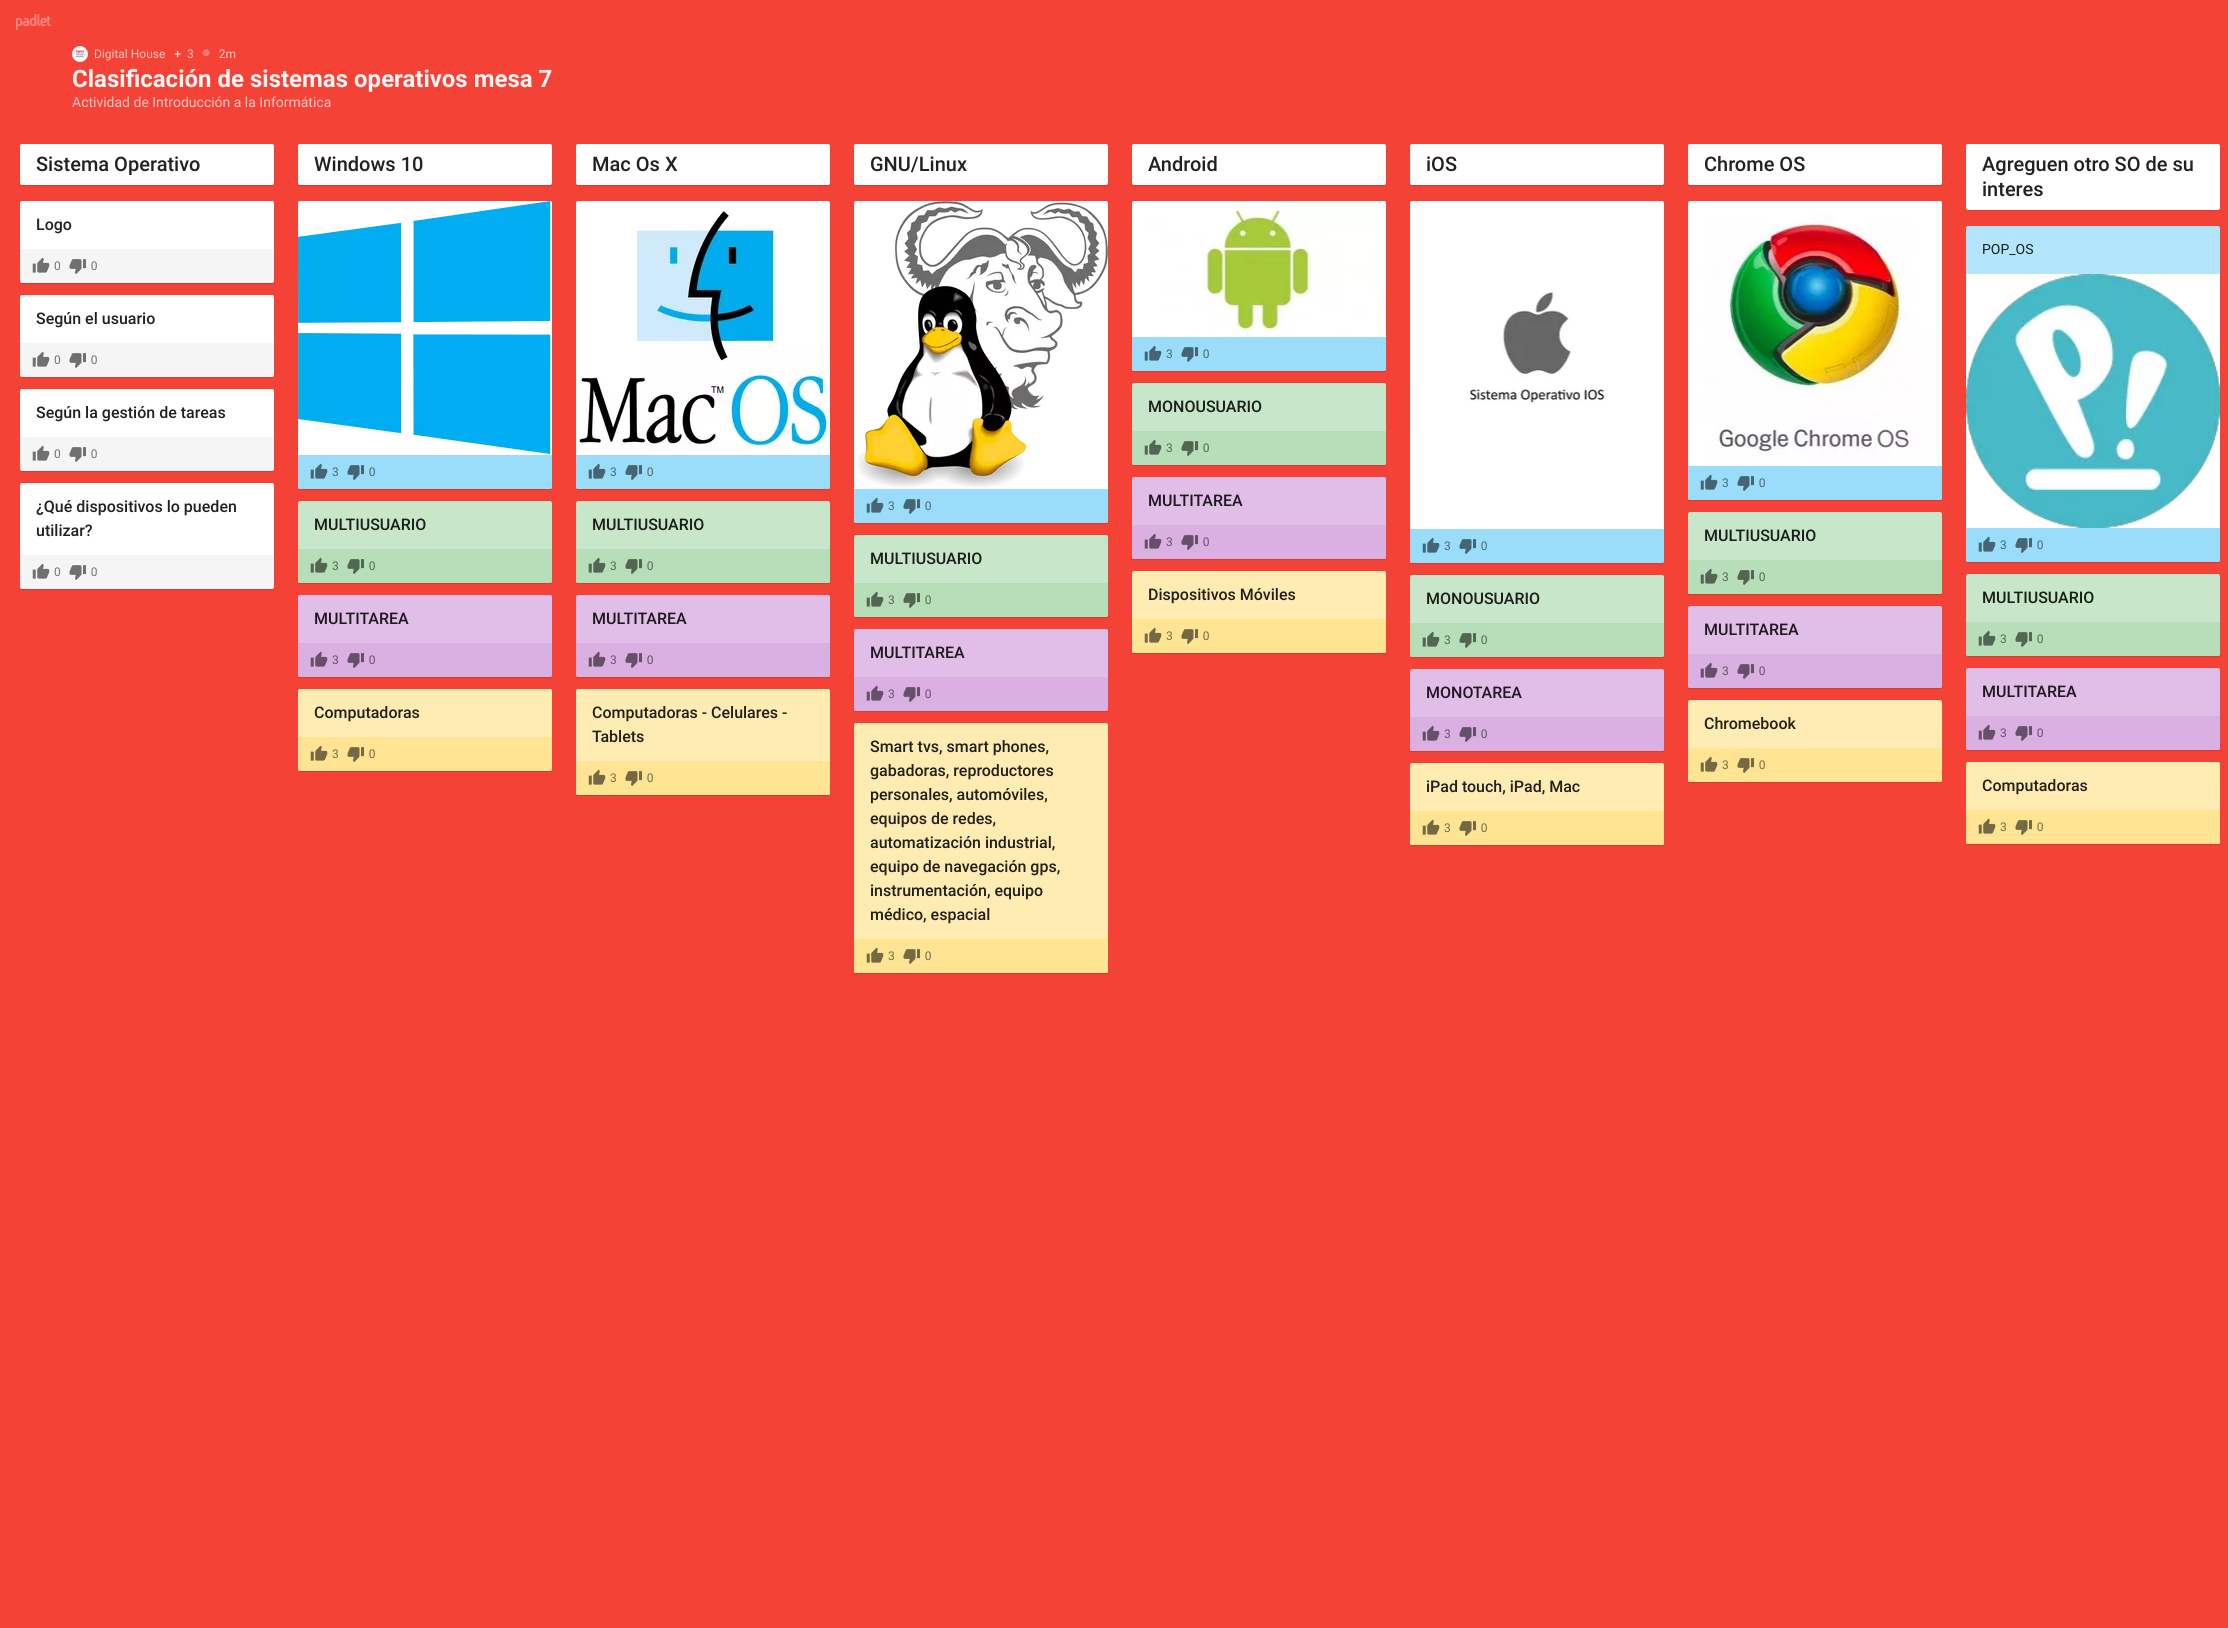 padlet
Digital House + 3 2m
Clasificación de sistemas operativos mesa 7
Actividad de Introducción a la Informática
Sistema Operativo
Logo
0 0
Según el usuario
0 0
Según la gestión de tareas
0 0
¿Qué dispositivos lo pueden
utilizar?
0 0
Windows 10
3 0
MULTIUSUARIO
3 0
MULTITAREA
3 0
Computadoras
3 0
Mac Os X
Mac™ OS
3 0
MULTIUSUARIO
3 0
MULTITAREA
3 0
Computadoras - Celulares -
Tablets
3 0
GNU/Linux
3 0
MULTIUSUARIO
3 0
MULTITAREA
3 0
Smart tvs, smart phones,
gabadoras, reproductores
personales, automóviles,
equipos de redes,
automatización industrial,
equipo de navegación gps,
instrumentación, equipo
médico, espacial
3 0
Android
3 0
MONOUSUARIO
3 0
MULTITAREA
3 0
Dispositivos Móviles
3 0
iOS
Sistema Operativo IOS
3 0
MONOUSUARIO
3 0
MONOTAREA
3 0
iPad touch, iPad, Mac
3 0
Chrome OS
Google Chrome OS
3 0
MULTIUSUARIO
3 0
MULTITAREA
3 0
Chromebook
3 0
Agreguen otro SO de su
interes
POP_OS
P!
3 0
MULTIUSUARIO
3 0
MULTITAREA
3 0
Computadoras
3 0